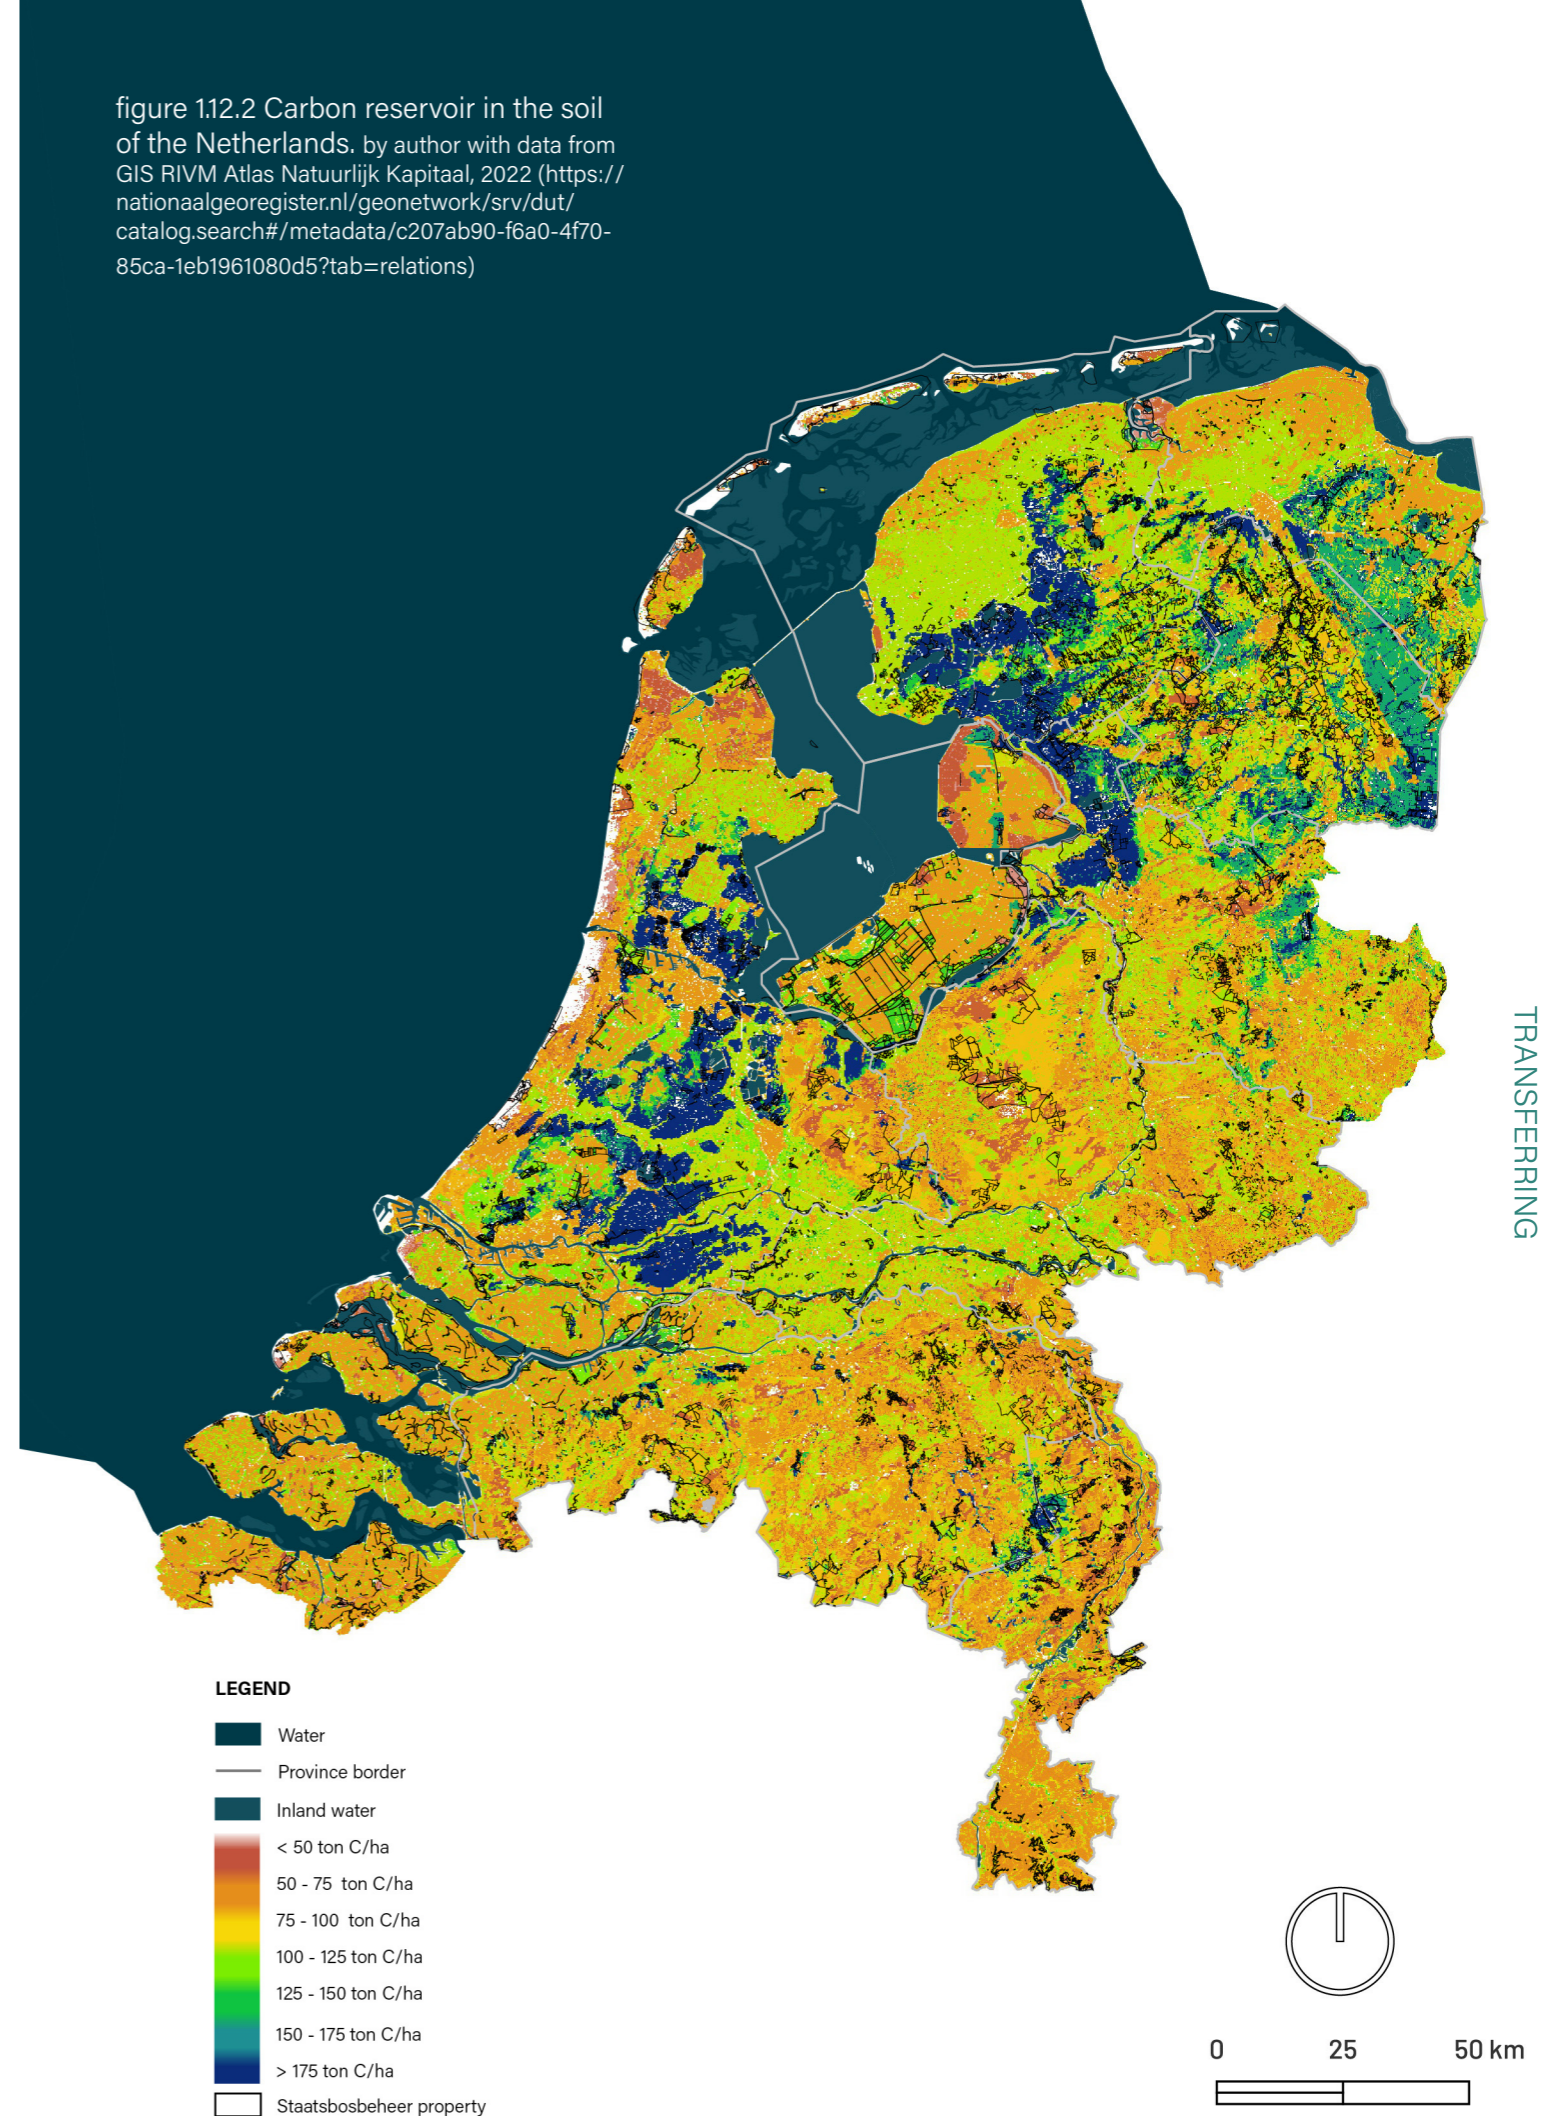 figure 1.12.2 Carbon reservoir in the soil
of the Netherlands. by author with data from
GIS RIVM Atlas Natuurlijk Kapitaal, 2022 (https://
nationaalgeoregister.nl/geonetwork/srv/dut/
catalog.search#/metadata/c207ab90-f6a0-4f70-
85ca-1eb1961080d5?tab=relations)
TRANSFERRING
LEGEND
Water
Province border
Inland water
< 50 ton C/ha
50 - 75 ton C/ha
75 - 100 ton C/ha
100 - 125 ton C/ha
125 - 150 ton C/ha
150 - 175 ton C/ha
> 175 ton C/ha
Staatsbosbeheer property
0 25 50 km